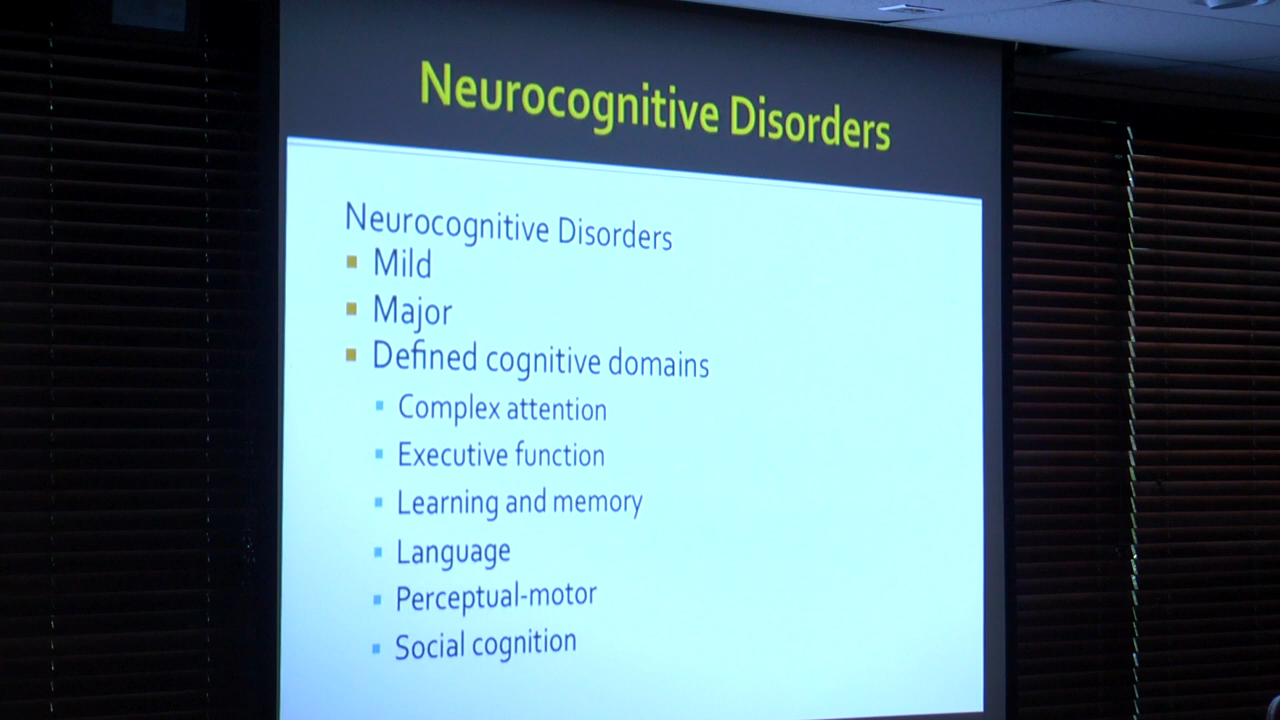 Neurocognitive Disorders
Neurocognitive Disorders
Mild
Major
Defined cognitive domains
Complex attention
Executive function
Learning and memory
Language
Perceptual-motor
Social cognition